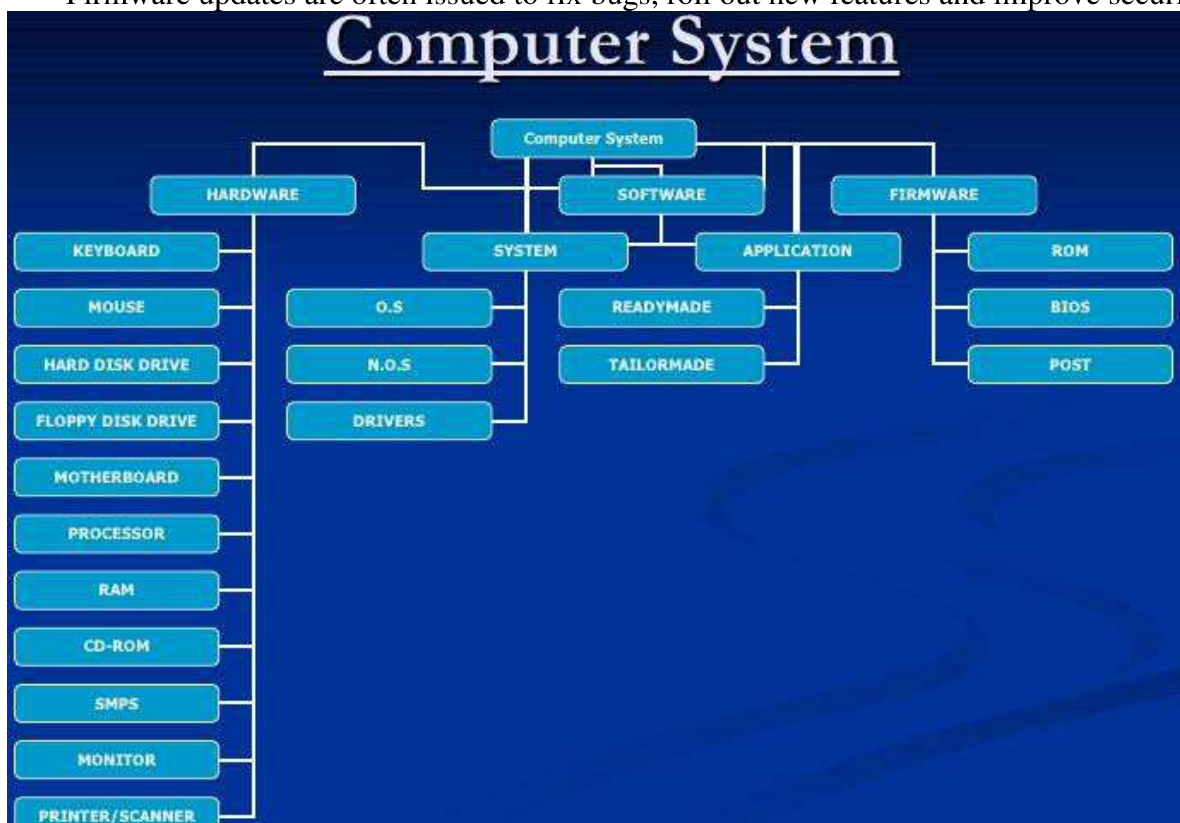 Firmware updates are often issued to fix bugs, roll out new features and improve securi
Computer System
Computer System
HARDWARE
SOFTWARE
FIRMWARE
KEYBOARD
SYSTEM
APPLICATION
ROM
MOUSE
O.S
READYMADE
BIOS
HARD DISK DRIVE
N.O.S
TAILORMADE
POST
FLOPPY DISK DRIVE
DRIVERS
MOTHERBOARD
PROCESSOR
RAM
CD-ROM
SMPS
MONITOR
PRINTER/SCANNER